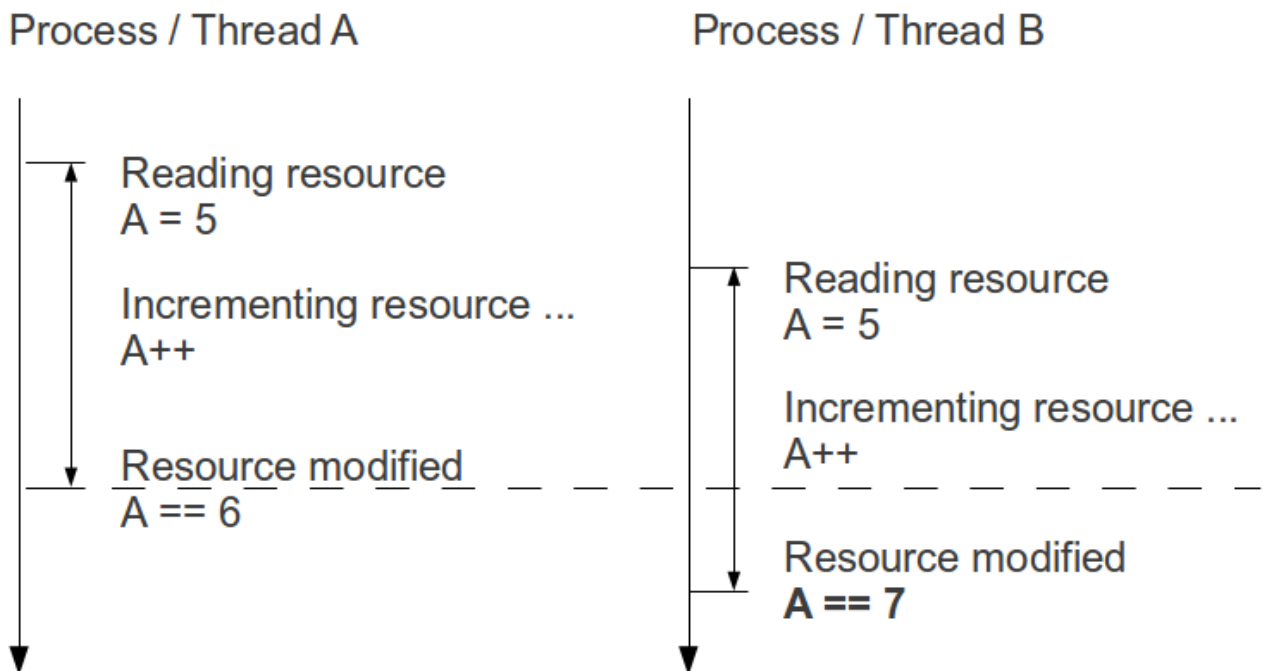 Process / Thread A
Process / Thread B
Reading resource
A = 5
Incrementing resource ...
A++
Resource modified
A == 6
Reading resource
A = 5
Incrementing resource ...
A++
Resource modified
A == 7